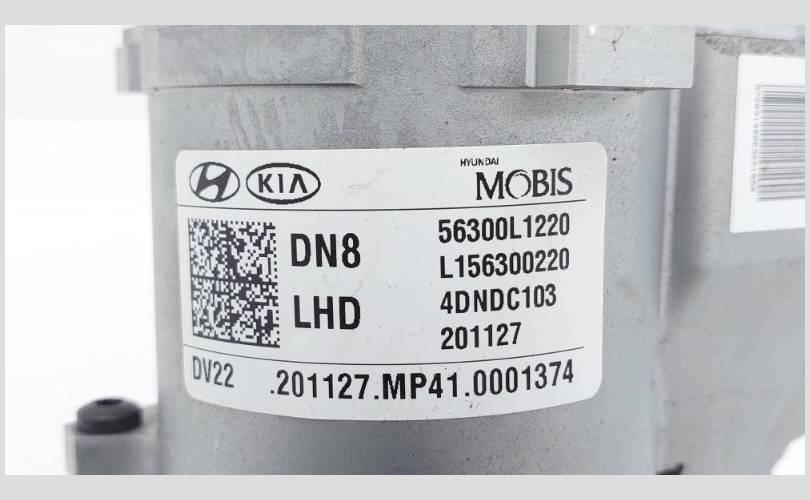 KIA
HYUNDAI
MOBIS
DN8
LHD
56300L1220
L156300220
4DNDC103
201127
DV22
.201127.MP41.0001374